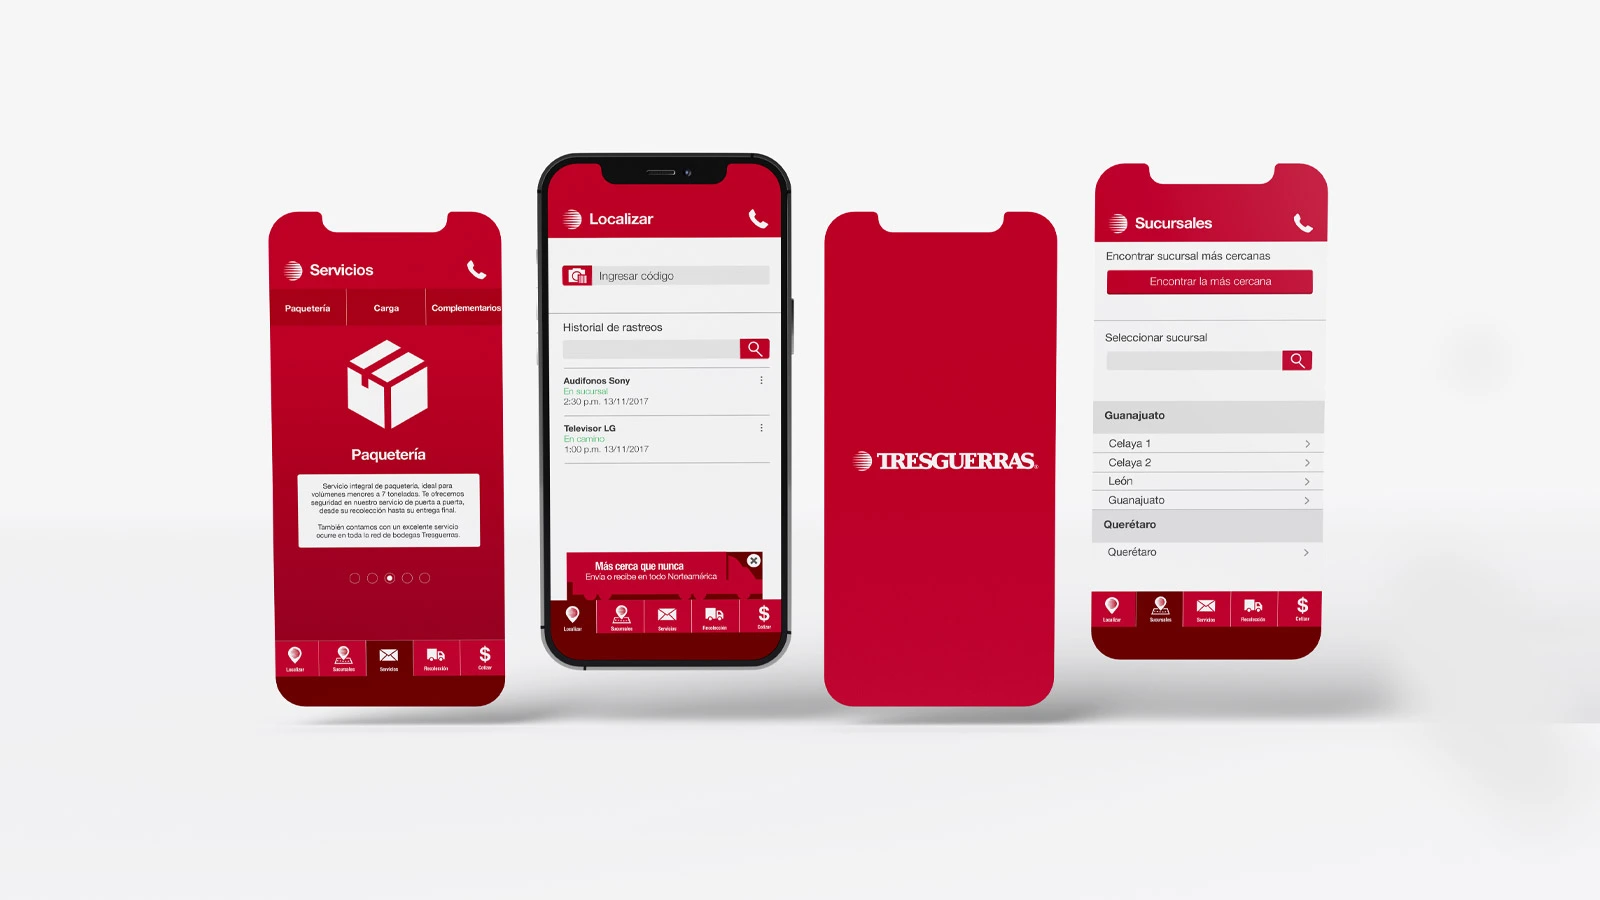 Servicios
Paquetería
Carga
Complementarios
Paquetería
Servicio integral de paquetería, ideal para
volúmenes menores a 7 toneladas. Te ofrecemos
seguridad en nuestro servicio de puerta a puerta,
desde su recolección hasta su entrega final.
También contamos con un excelente servicio
ocurre en toda la red de bodegas Tresguerras.
Localizar
Sucursales
Servicios
Recolección
Cotizar
Localizar
Ingresar código
Historial de rastreos
Audifonos Sony
En sucursal
2:30 p.m. 13/11/2017
Televisor LG
En camino
1:00 p.m. 13/11/2017
Más cerca que nunca
Envía o recibe en todo Norteamérica
Localizar
Sucursales
Servicios
Recolección
$
Cotizar
TRESGUERRAS®
Sucursales
Encontrar sucursal más cercanas
Encontrar la más cercana
Seleccionar sucursal
Guanajuato
Celaya 1
Celaya 2
León
Guanajuato
Querétaro
Querétaro
Localizar
Sucursales
Servicios
Recolección
$
Cotizar